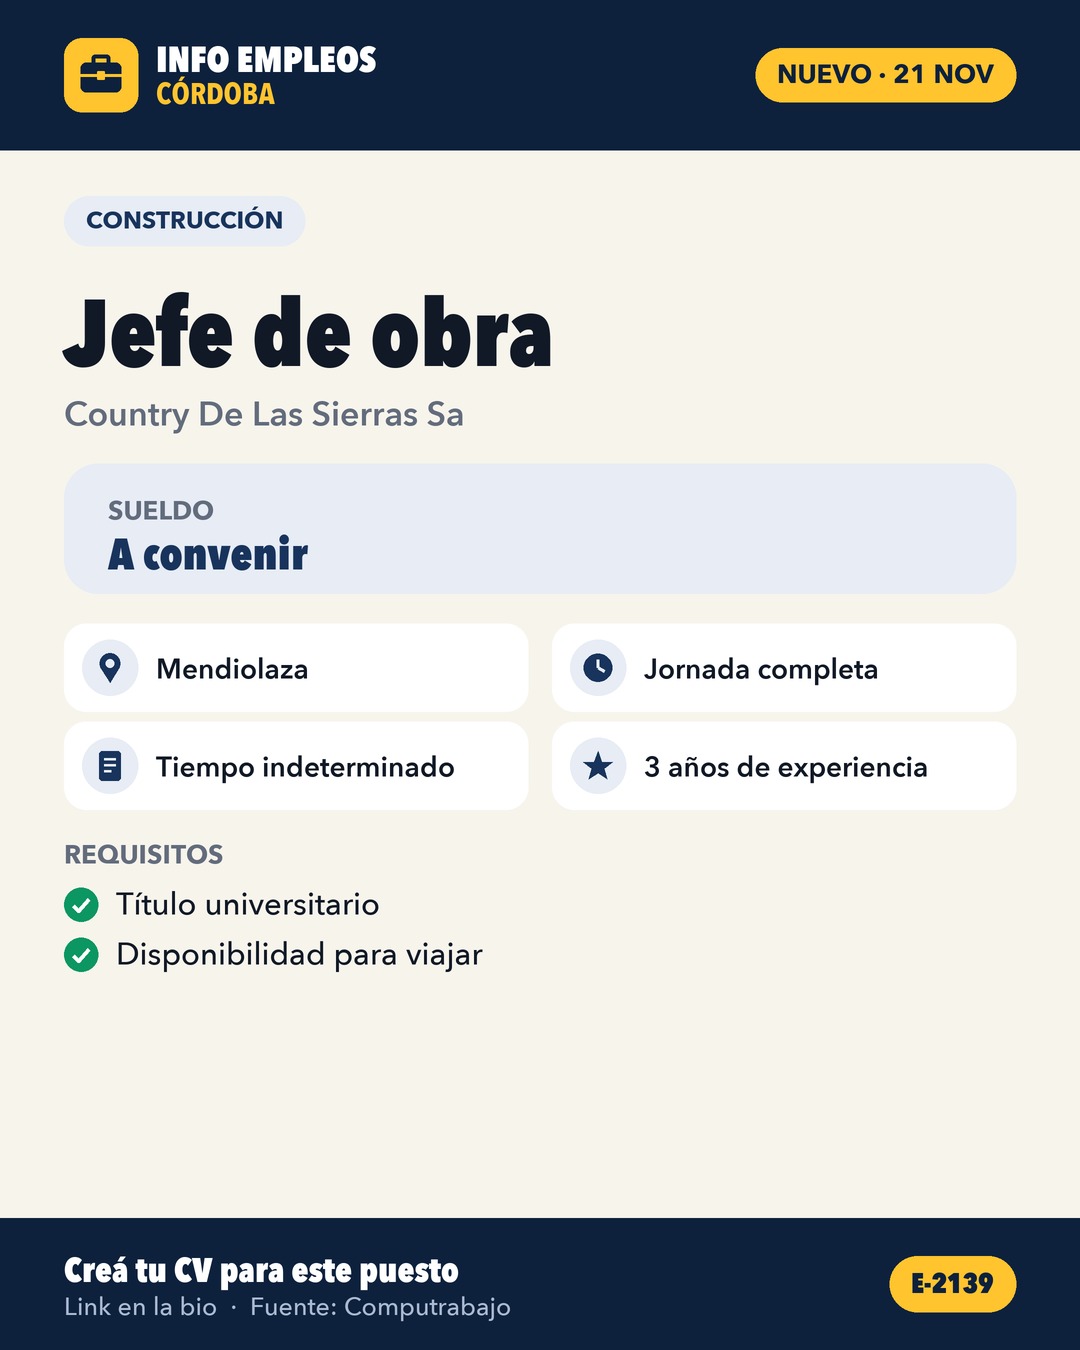 INFO EMPLEOS
CÓRDOBA
NUEVO · 21 NOV
CONSTRUCCIÓN
Jefe de obra
Country De Las Sierras Sa
SUELDO
A convenir
Mendiolaza
Jornada completa
Tiempo indeterminado
3 años de experiencia
REQUISITOS
Título universitario
Disponibilidad para viajar
Creá tu CV para este puesto
Link en la bio · Fuente: Computrabajo
E-2139